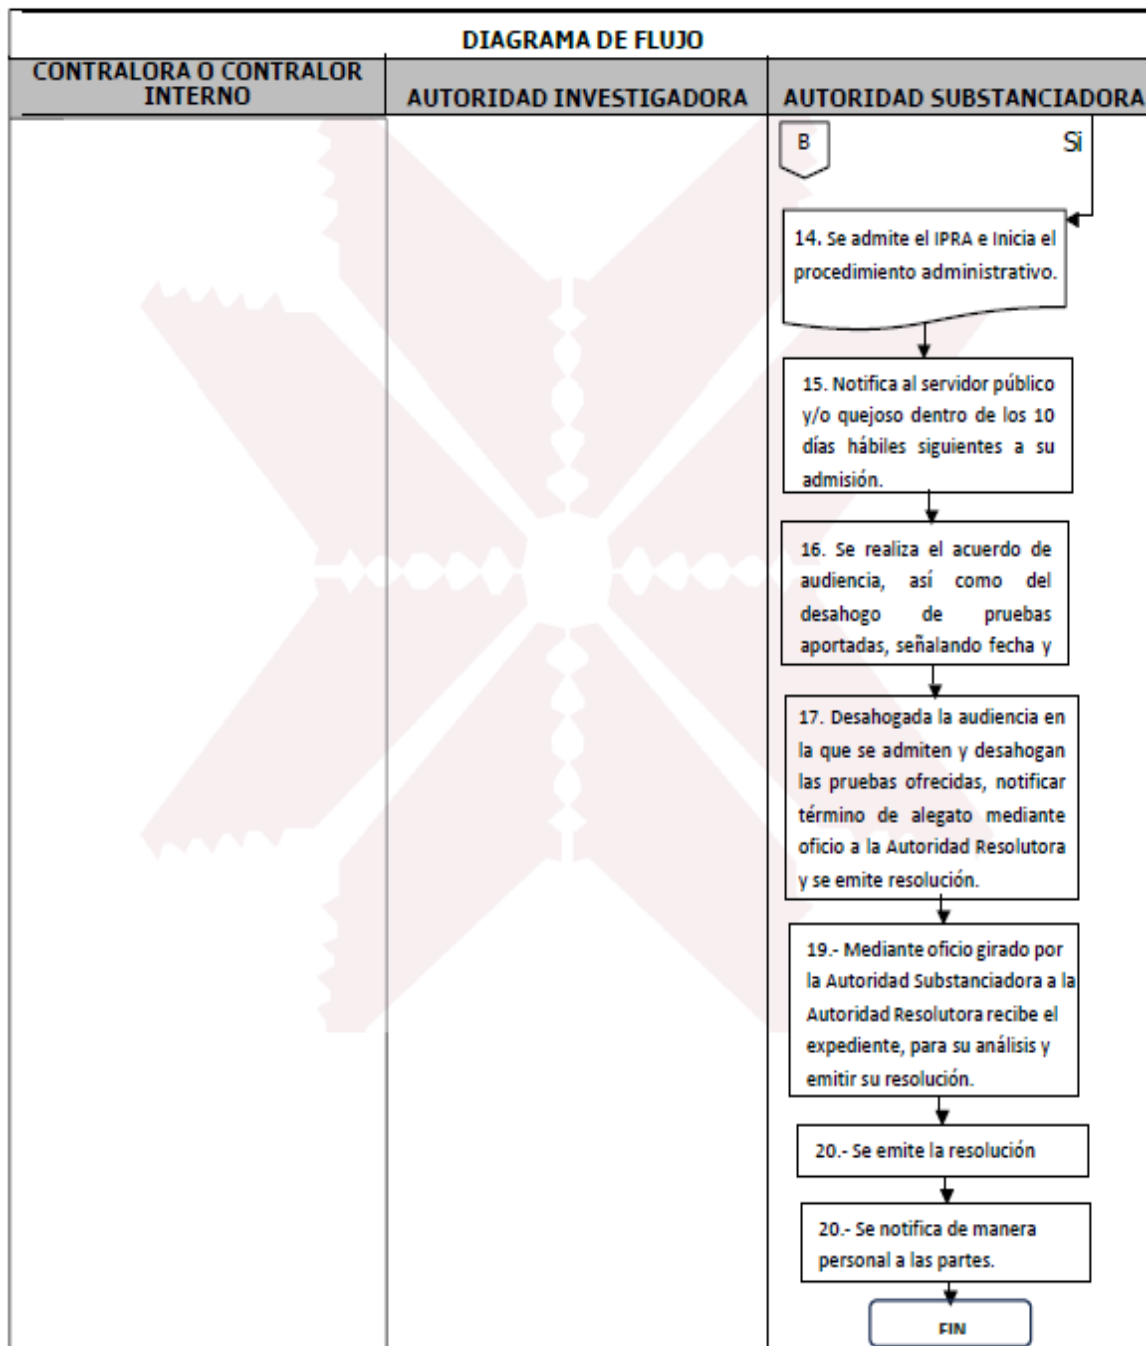 DIAGRAMA DE FLUJO
CONTRALORA O CONTRALOR
INTERNO
AUTORIDAD INVESTIGADORA
AUTORIDAD SUBSTANCIADORA
B
Si
14. Se admite el IPRA e Inicia el
procedimiento administrativo.
15. Notifica al servidor público
y/o quejoso dentro de los 10
días hábiles siguientes a su
admisión.
16. Se realiza el acuerdo de
audiencia, así como del
desahogo de pruebas
aportadas, señalando fecha y
17. Desahogada la audiencia en
la que se admiten y desahogan
las pruebas ofrecidas, notificar
término de alegato mediante
oficio a la Autoridad Resolutora
y se emite resolución.
19.- Mediante oficio girado por
la Autoridad Substanciadora a la
Autoridad Resolutora recibe el
expediente, para su análisis y
emitir su resolución.
20.- Se emite la resolución
20.- Se notifica de manera
personal a las partes.
FIN